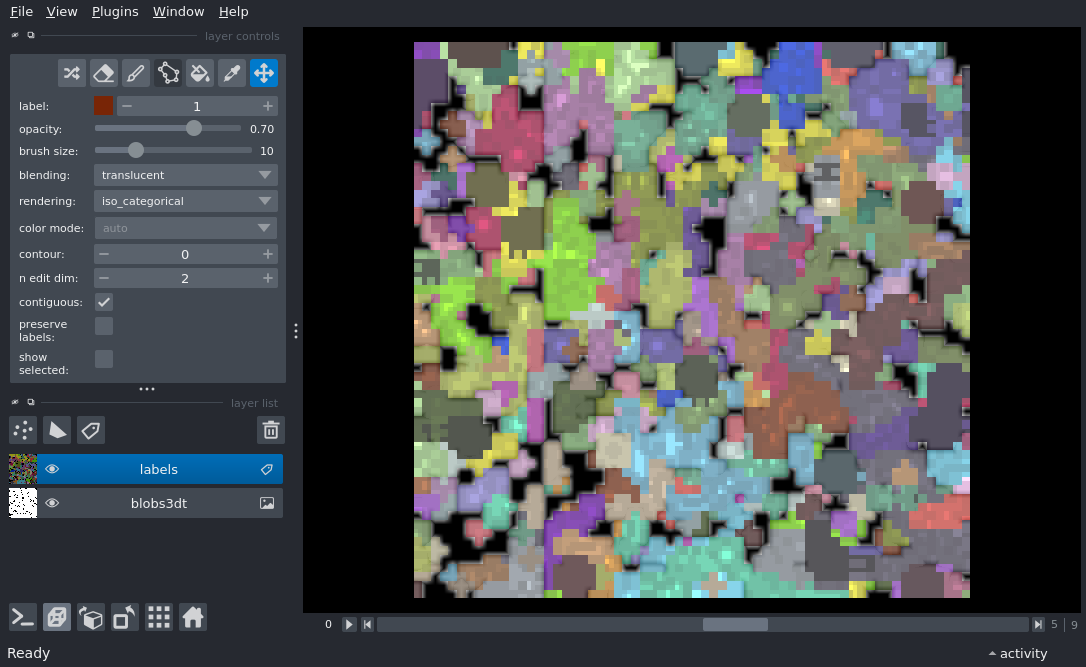 File View Plugins Window Help
layer controls
label: 1
opacity: 0.70
brush size: 10
blending: translucent
rendering: iso_categorical
color mode: auto
contour: 0
n edit dim: 2
contiguous:
preserve
labels:
show
selected:
layer list
labels
blobs3dt
0 5 | 9
Ready activity